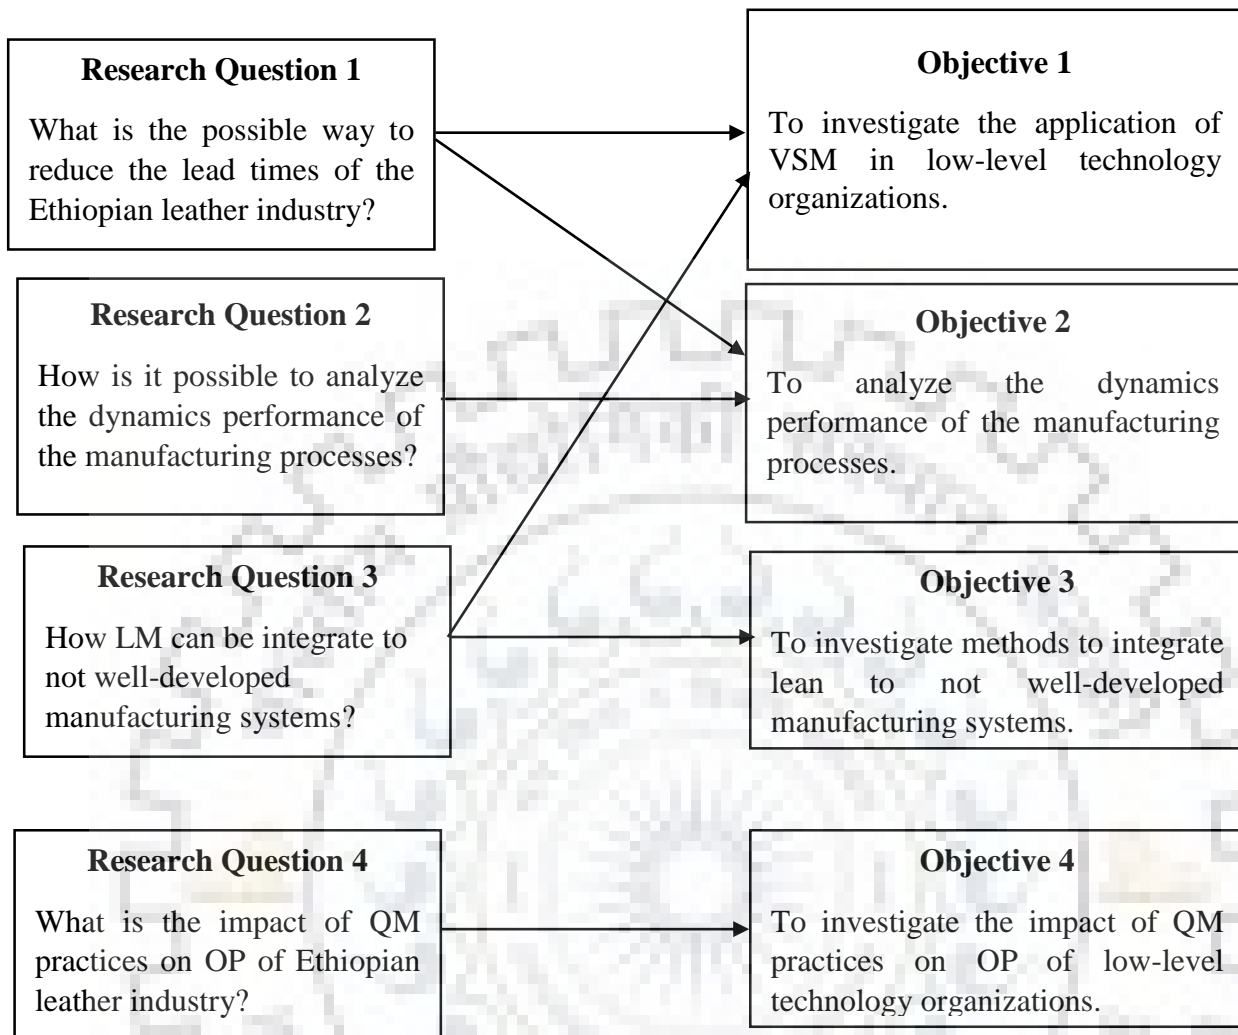 Research Question 1
What is the possible way to
reduce the lead times of the
Ethiopian leather industry?
Objective 1
To investigate the application of
VSM in low-level technology
organizations.
Research Question 2
How is it possible to analyze
the dynamics performance of
the manufacturing processes?
Objective 2
To analyze the dynamics
performance of the manufacturing
processes.
Research Question 3
How LM can be integrate to
not well-developed
manufacturing systems?
Objective 3
To investigate methods to integrate
lean to not well-developed
manufacturing systems.
Research Question 4
What is the impact of QM
practices on OP of Ethiopian
leather industry?
Objective 4
To investigate the impact of QM
practices on OP of low-level
technology organizations.